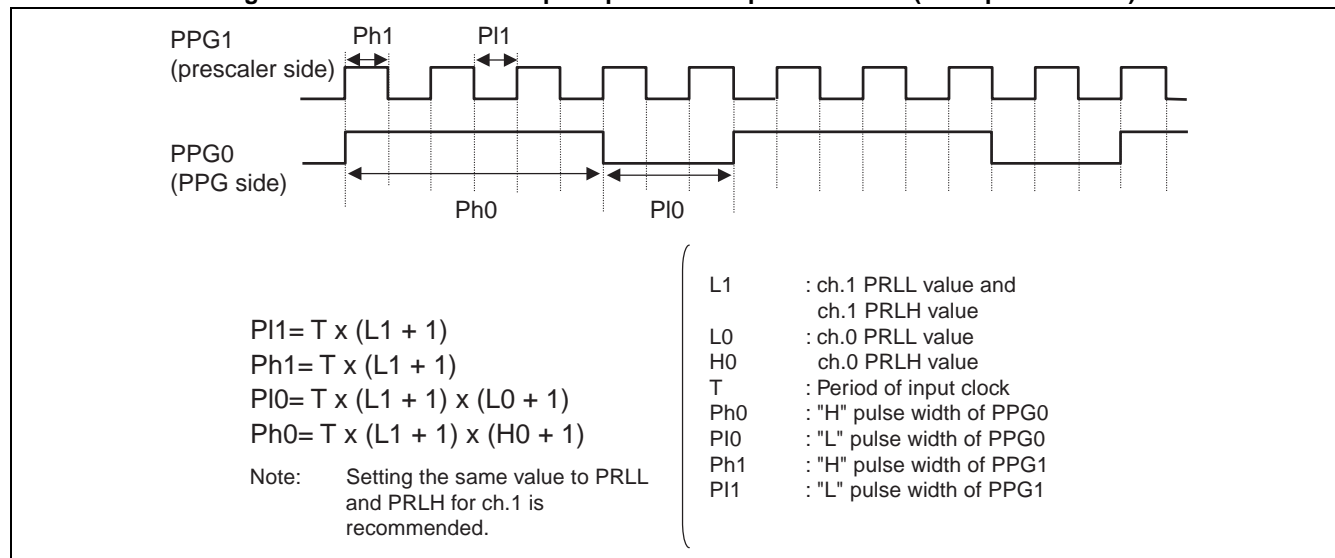 PPG1
(prescaler side)
Ph1
Pl1
PPG0
(PPG side)
Ph0
Pl0
Pl1= T x (L1 + 1)
Ph1= T x (L1 + 1)
Pl0= T x (L1 + 1) x (L0 + 1)
Ph0= T x (L1 + 1) x (H0 + 1)
Note: Setting the same value to PRLL
and PRLH for ch.1 is
recommended.
L1 : ch.1 PRLL value and
ch.1 PRLH value
L0 : ch.0 PRLL value
H0 ch.0 PRLH value
T : Period of input clock
Ph0 : "H" pulse width of PPG0
Pl0 : "L" pulse width of PPG0
Ph1 : "H" pulse width of PPG1
Pl1 : "L" pulse width of PPG1